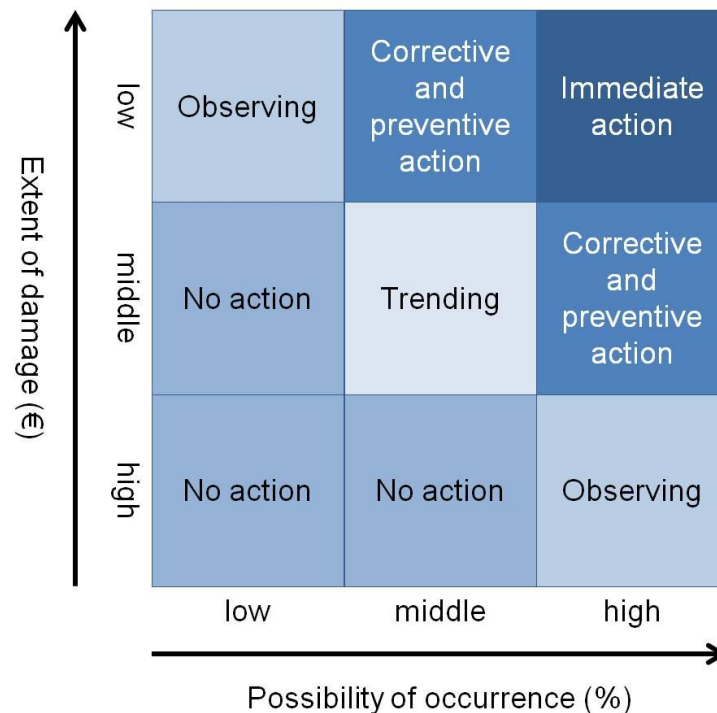 Extent of damage (€)
low
middle
high
Observing
Corrective
and
preventive
action
Immediate
action
No action
Trending
Corrective
and
preventive
action
No action
No action
Observing
low
middle
high
Possibility of occurrence (%)